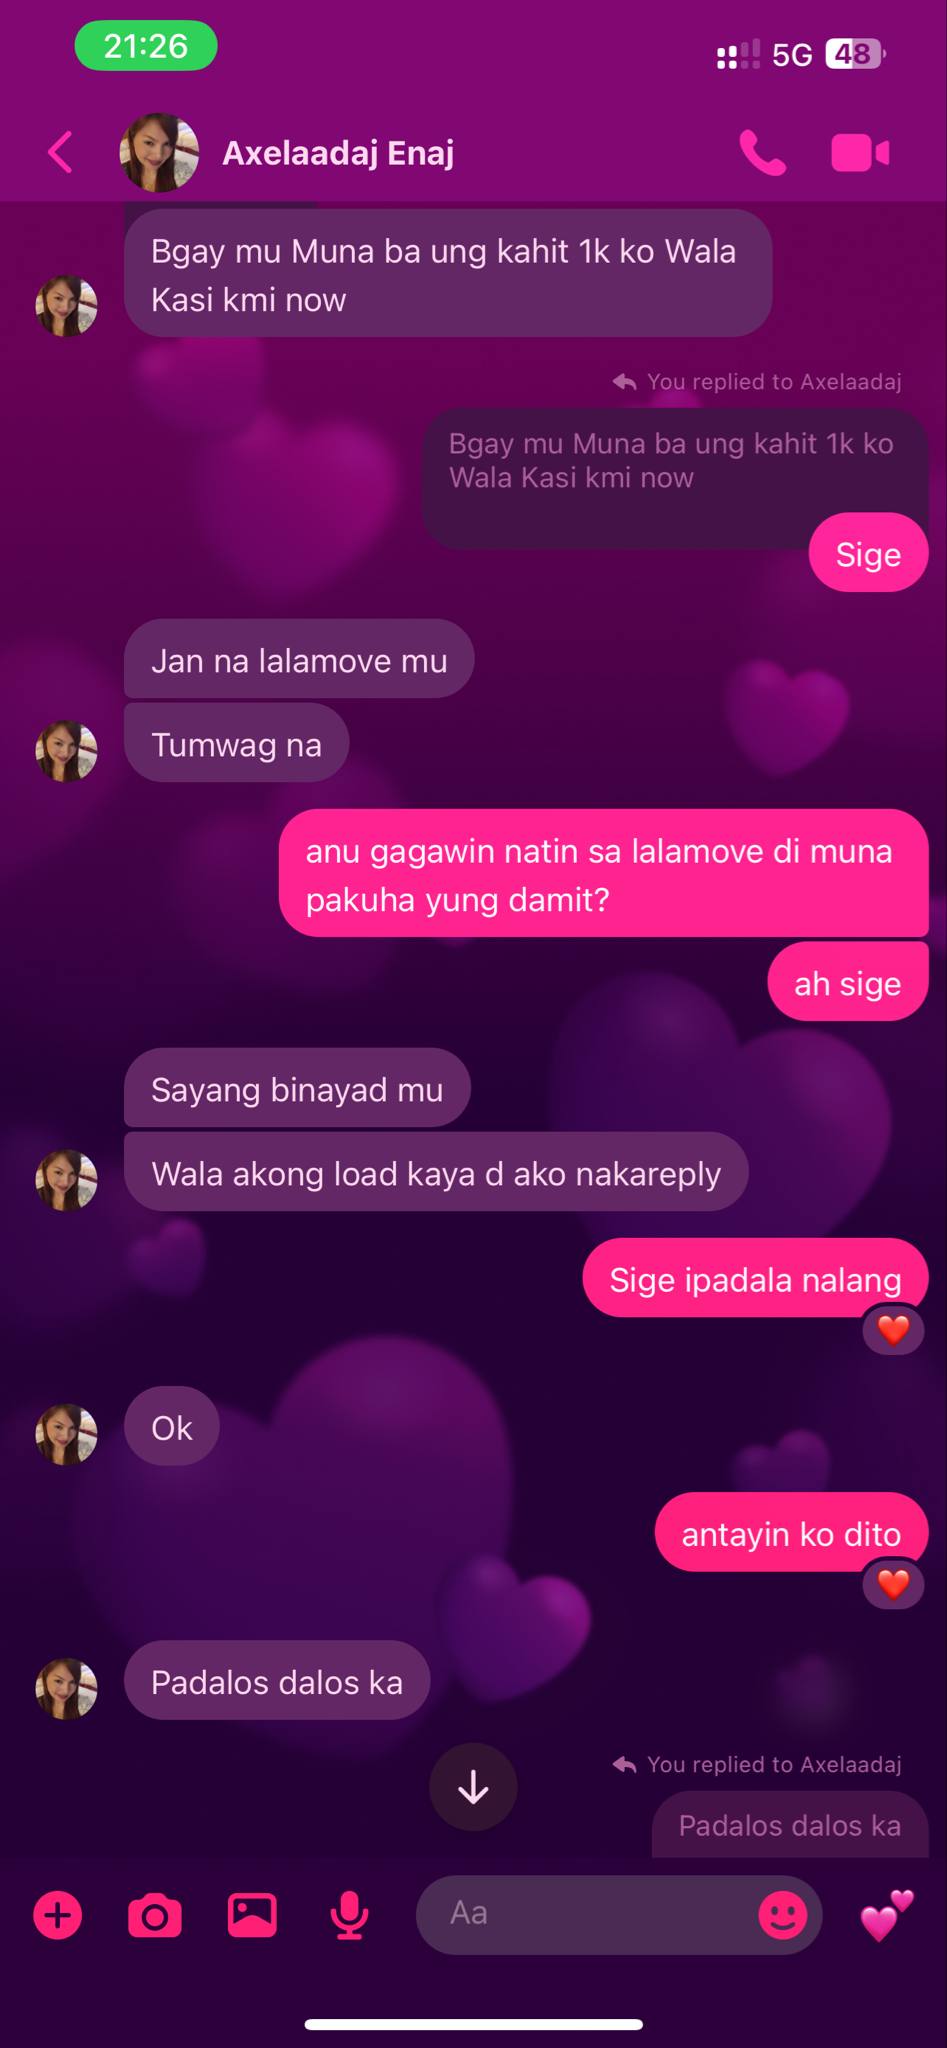 21:26
5G 48
Axelaadaj Enaj
Bgay mu Muna ba ung kahit 1k ko Wala
Kasi kmi now
You replied to Axelaadaj
Bgay mu Muna ba ung kahit 1k ko
Wala Kasi kmi now
Sige
Jan na lalamove mu
Tumwag na
anu gagawin natin sa lalamove di muna
pakuha yung damit?
ah sige
Sayang binayad mu
Wala akong load kaya d ako nakareply
Sige ipadala nalang
Ok
antayin ko dito
Padalos dalos ka
You replied to Axelaadaj
Padalos dalos ka
Aa